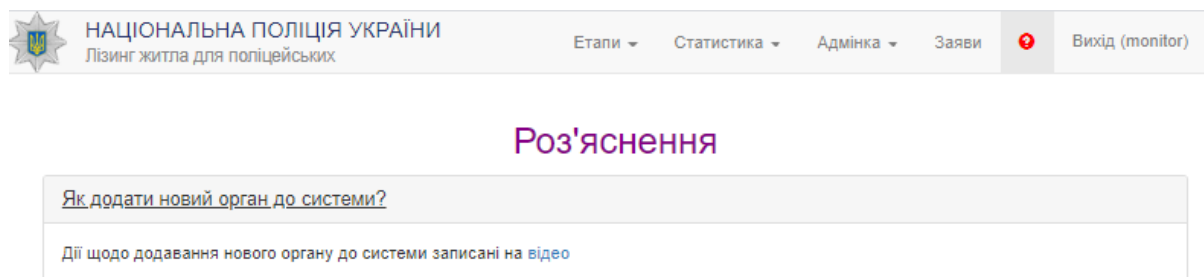 НАЦІОНАЛЬНА ПОЛІЦІЯ УКРАЇНИ
Лізинг житла для поліцейських
Етапи Статистика Адмінка Заяви ? Вихід (monitor)
Роз'яснення
Як додати новий орган до системи?
Дії щодо додавання нового органу до системи записані на відео